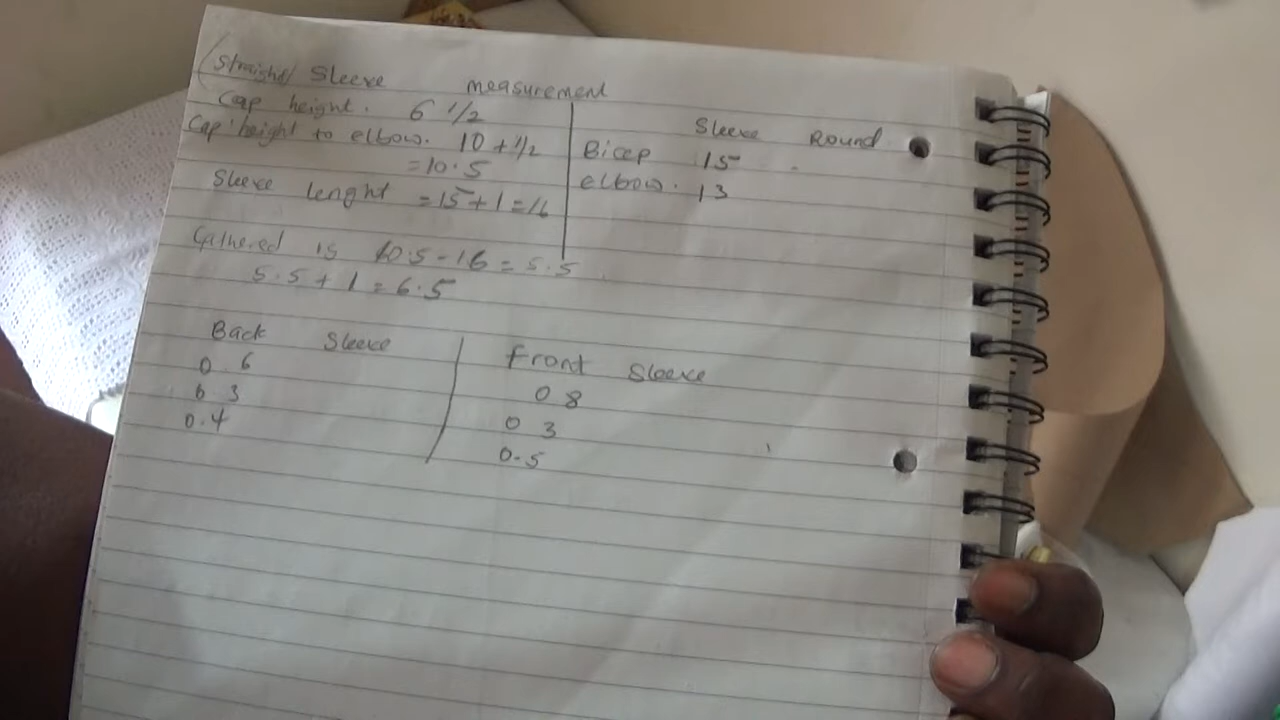 (Straight/ Sleeve measurement
Cap height. 6 1/2
Cap height to elbow. 10 + 1/2
= 10.5
Sleeve lenght = 15 + 1 = 16
Sleeve Round
Bicep 15
elbow. 13
Gathered is 10.5 - 16 = 5.5
5.5 + 1 = 6.5
Back Sleeve
0.6
0 3
0.4
Front Sleeve
0 8
0 3
0.5